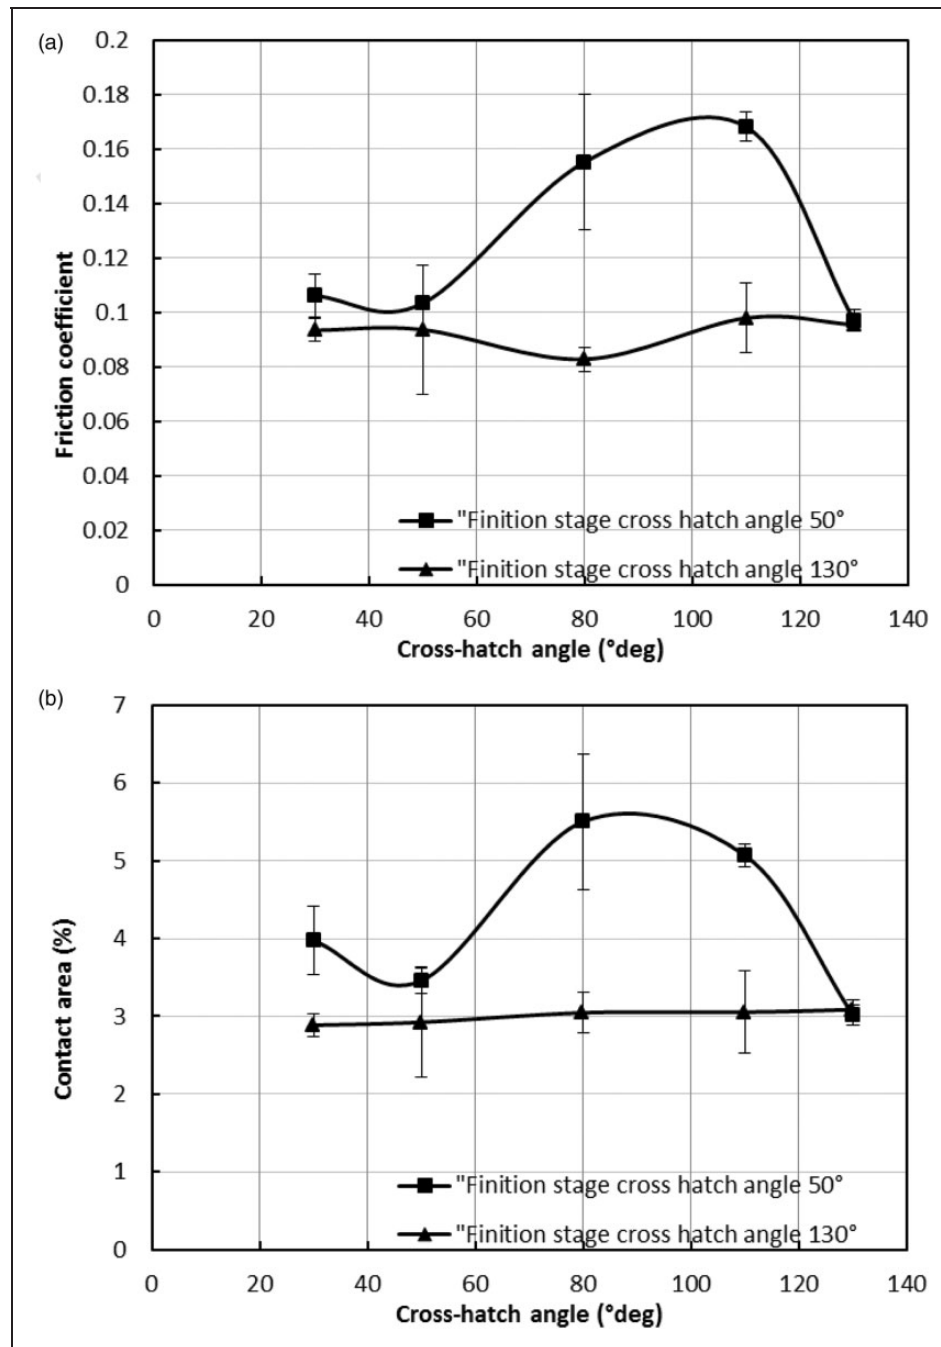 (a)
0.2
0.18
0.16
0.14
0.12
0.1
0.08
0.06
0.04
0.02
0
Friction coefficient
"Finition stage cross hatch angle 50°
"Finition stage cross hatch angle 130°
0 20 40 60 80 100 120 140
Cross-hatch angle (°deg)
(b)
7
6
5
4
3
2
1
0
Contact area (%)
"Finition stage cross hatch angle 50°
"Finition stage cross hatch angle 130°
0 20 40 60 80 100 120 140
Cross-hatch angle (°deg)